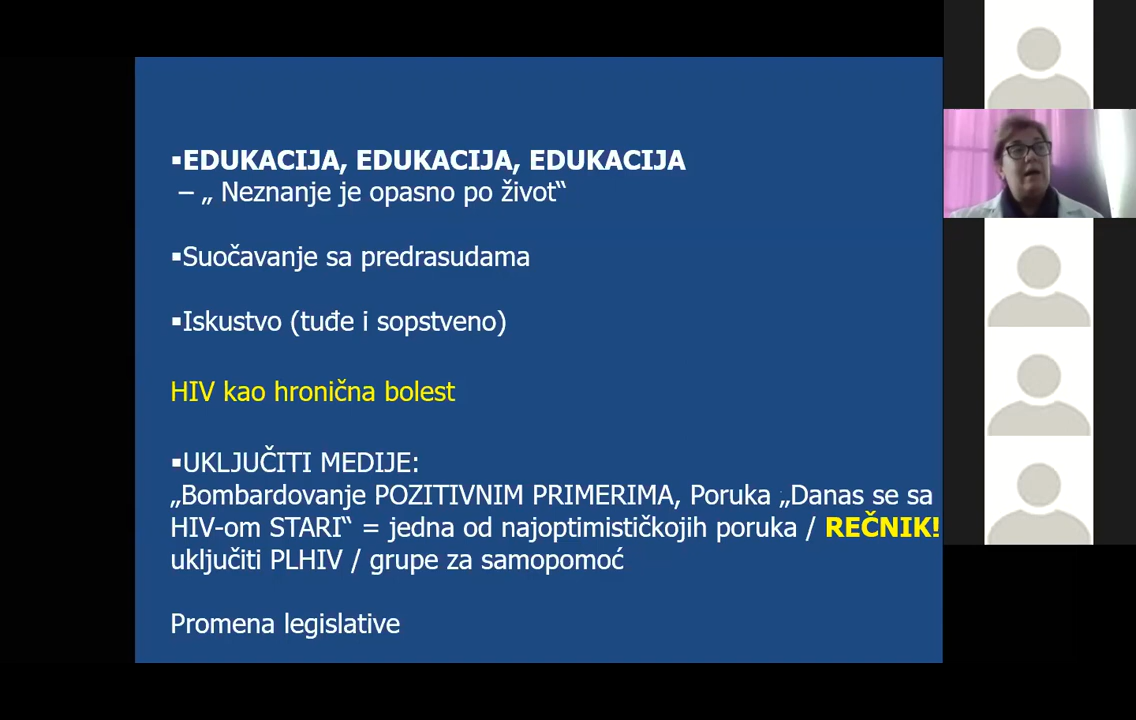 ▪EDUKACIJA, EDUKACIJA, EDUKACIJA
– „ Neznanje je opasno po život“
▪Suočavanje sa predrasudama
▪Iskustvo (tuđe i sopstveno)
HIV kao hronična bolest
▪UKLJUČITI MEDIJE:
„Bombardovanje POZITIVNIM PRIMERIMA, Poruka „Danas se sa
HIV-om STARI“ = jedna od najoptimističkojih poruka / REČNIK!
uključiti PLHIV / grupe za samopomoć
Promena legislative